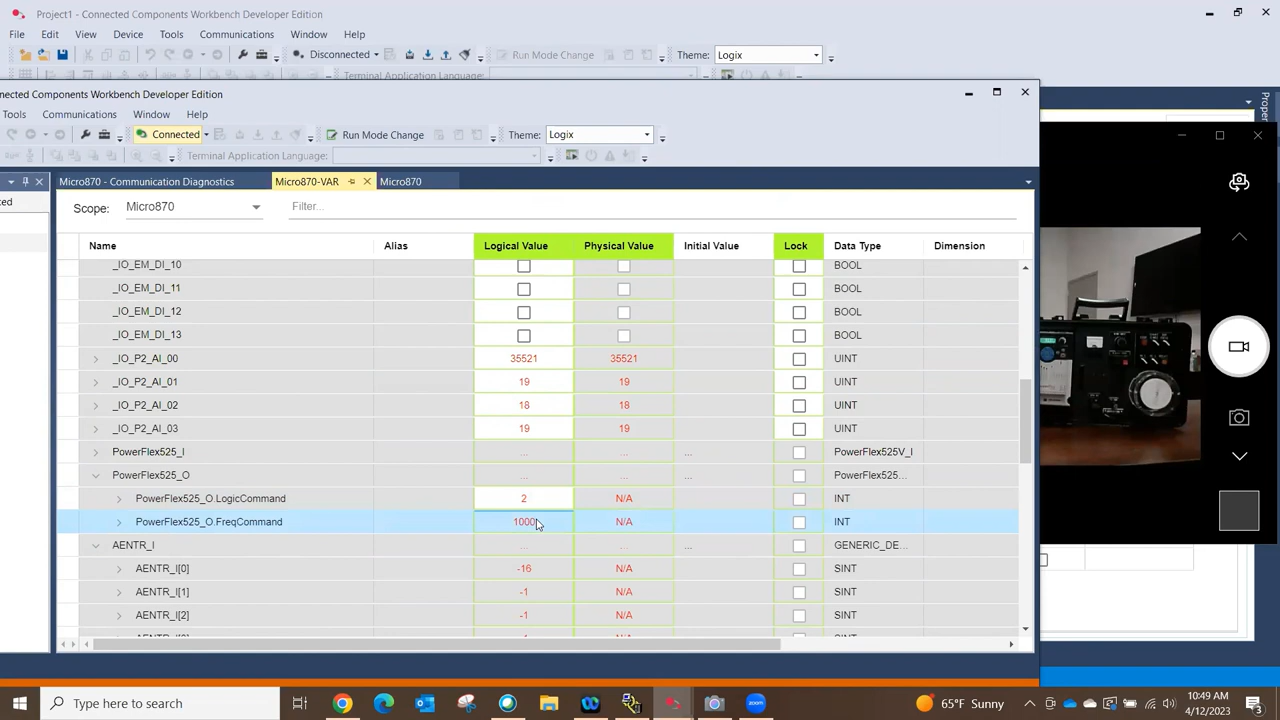 Project1 - Connected Components Workbench Developer Edition
File Edit View Device Tools Communications Window Help
Disconnected Run Mode Change Theme: Logix
Terminal Application Language:
nected Components Workbench Developer Edition
Tools Communications Window Help
Connected Run Mode Change Theme: Logix
Terminal Application Language:
Micro870 - Communication Diagnostics Micro870-VAR Micro870
Scope: Micro870 Filter...
Name Alias Logical Value Physical Value Initial Value Lock Data Type Dimension
_IO_EM_DI_10 BOOL
_IO_EM_DI_11 BOOL
_IO_EM_DI_12 BOOL
_IO_EM_DI_13 BOOL
_IO_P2_AI_00 35521 35521 UINT
_IO_P2_AI_01 19 19 UINT
_IO_P2_AI_02 18 18 UINT
_IO_P2_AI_03 19 19 UINT
PowerFlex525_I ... ... ... PowerFlex525V_I
PowerFlex525_O ... ... PowerFlex525...
PowerFlex525_O.LogicCommand 2 N/A INT
PowerFlex525_O.FreqCommand 1000 N/A INT
AENTR_I ... ... ... GENERIC_DE...
AENTR_I[0] -16 N/A SINT
AENTR_I[1] -1 N/A SINT
AENTR_I[2] -1 N/A SINT
Proper
Type here to search
65°F Sunny
10:49 AM
4/12/2023
3